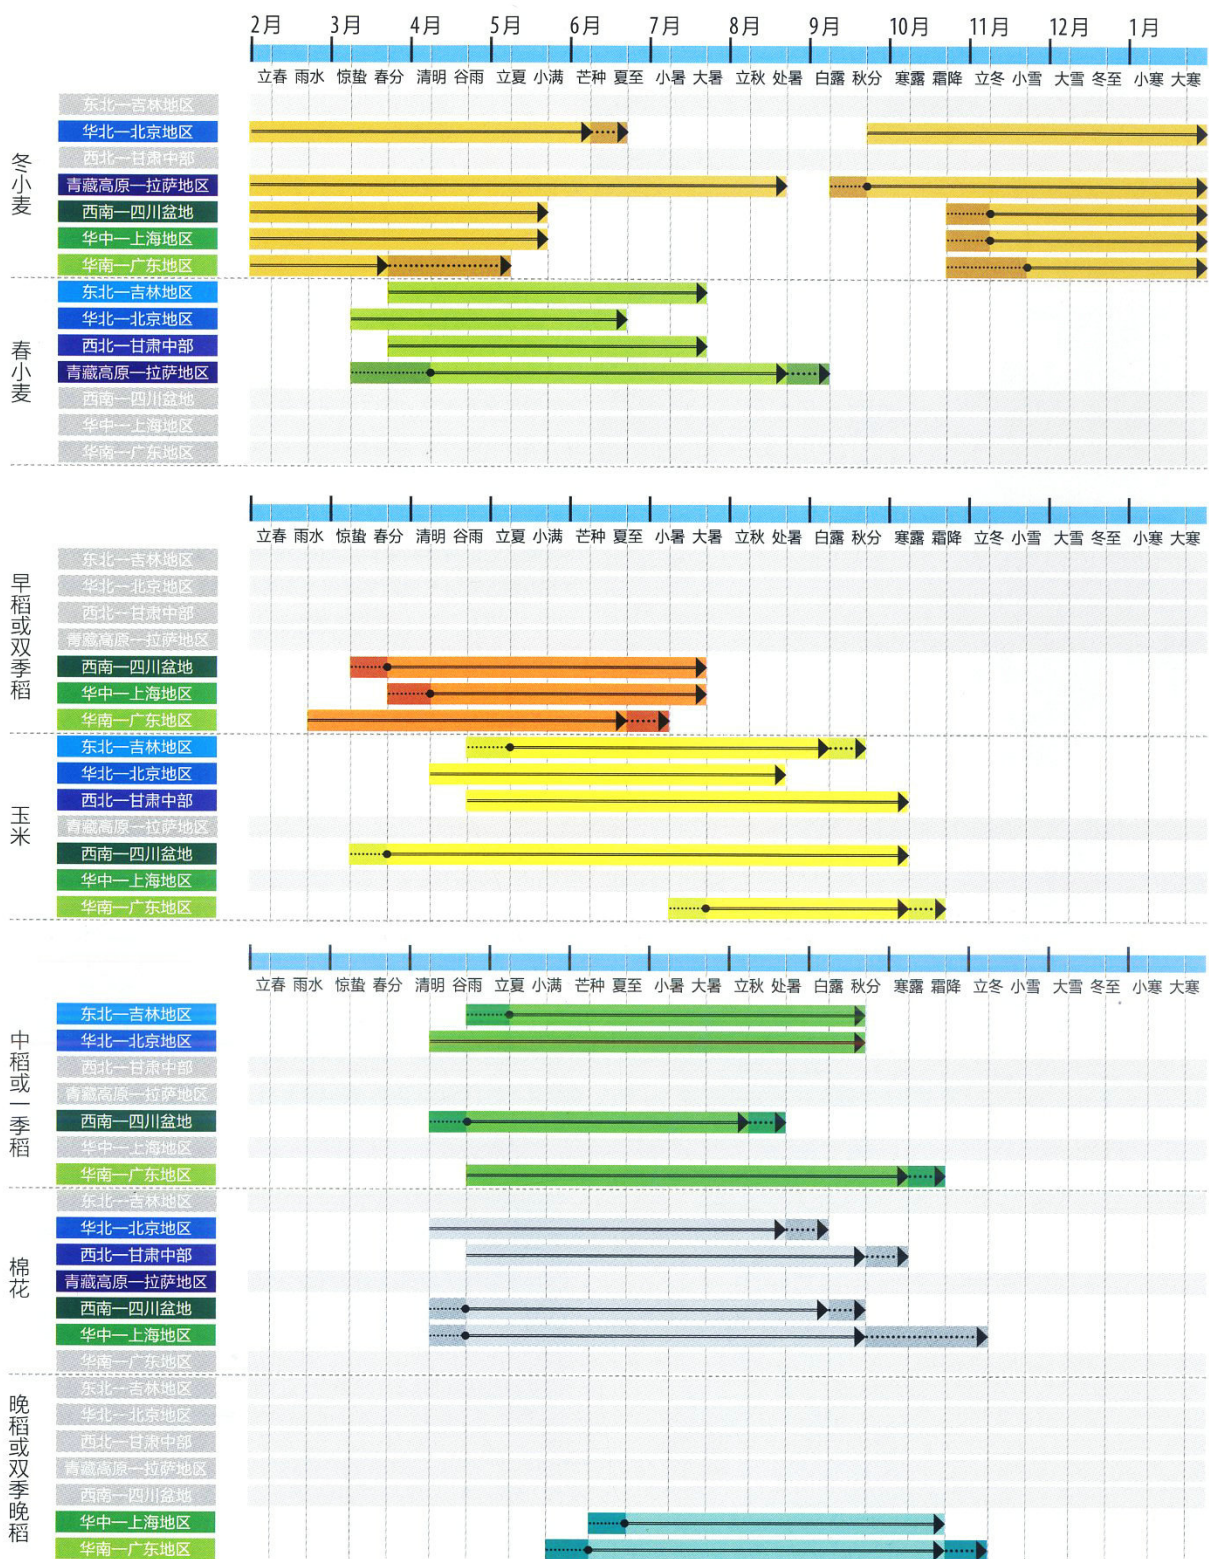 2月 3月 4月 5月 6月 7月 8月 9月 10月 11月 12月 1月
立春 雨水 惊蛰 春分 清明 谷雨 立夏 小满 芒种 夏至 小暑 大暑 立秋 处暑 白露 秋分 寒露 霜降 立冬 小雪 大雪 冬至 小寒 大寒
冬小麦
东北—吉林地区
华北—北京地区
西北—甘肃中部
青藏高原—拉萨地区
西南—四川盆地
华中—上海地区
华南—广东地区
春小麦
东北—吉林地区
华北—北京地区
西北—甘肃中部
青藏高原—拉萨地区
西南—四川盆地
华中—上海地区
华南—广东地区
立春 雨水 惊蛰 春分 清明 谷雨 立夏 小满 芒种 夏至 小暑 大暑 立秋 处暑 白露 秋分 寒露 霜降 立冬 小雪 大雪 冬至 小寒 大寒
早稻或双季稻
东北—吉林地区
华北—北京地区
西北—甘肃中部
青藏高原—拉萨地区
西南—四川盆地
华中—上海地区
华南—广东地区
玉米
东北—吉林地区
华北—北京地区
西北—甘肃中部
青藏高原—拉萨地区
西南—四川盆地
华中—上海地区
华南—广东地区
立春 雨水 惊蛰 春分 清明 谷雨 立夏 小满 芒种 夏至 小暑 大暑 立秋 处暑 白露 秋分 寒露 霜降 立冬 小雪 大雪 冬至 小寒 大寒
中稻或一季稻
东北—吉林地区
华北—北京地区
西北—甘肃中部
青藏高原—拉萨地区
西南—四川盆地
华中—上海地区
华南—广东地区
棉花
东北—吉林地区
华北—北京地区
西北—甘肃中部
青藏高原—拉萨地区
西南—四川盆地
华中—上海地区
华南—广东地区
晚稻或双季晚稻
东北—吉林地区
华北—北京地区
西北—甘肃中部
青藏高原—拉萨地区
西南—四川盆地
华中—上海地区
华南—广东地区